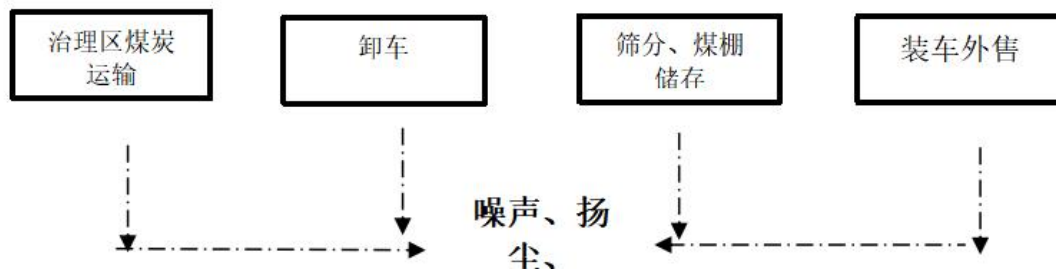 治理区煤炭
运输
卸车
筛分、煤棚
储存
装车外售
噪声、扬
尘、